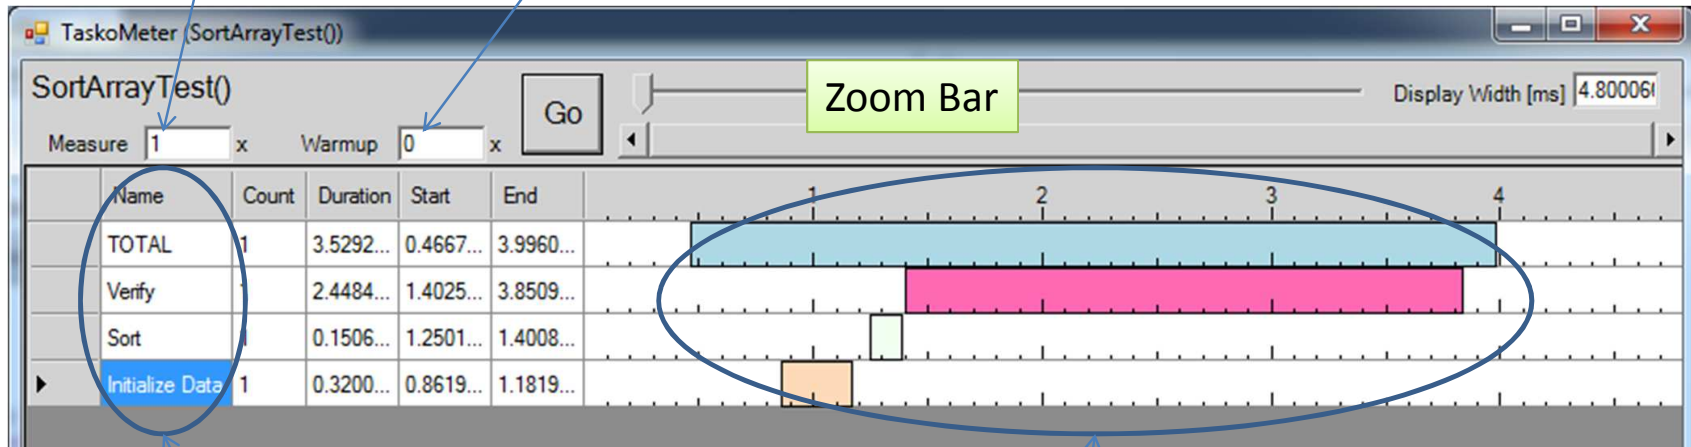 TaskoMeter (SortArrayTest())
SortArrayTest()
Go
Zoom Bar
Display Width [ms] 4.80006
Measure 1 x Warmup 0 x
Name Count Duration Start End 1 2 3 4
TOTAL 1 3.5292... 0.4667... 3.9960...
Verify 1 2.4484... 1.4025... 3.8509...
Sort 1 0.1506... 1.2501... 1.4008...
Initialize Data 1 0.3200... 0.8619... 1.1819...